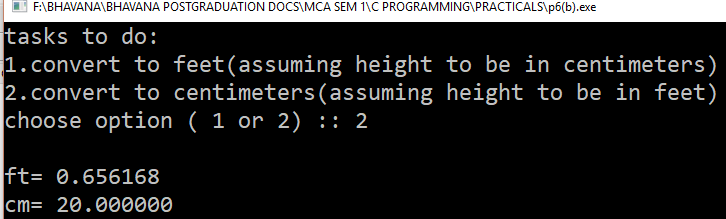 F:\BHAVANA\BHAVANA POSTGRADUATION DOCS\MCA SEM 1\C PROGRAMMING\PRACTICALS\p6(b).exe
tasks to do:
1.convert to feet(assuming height to be in centimeters)
2.convert to centimeters(assuming height to be in feet)
choose option ( 1 or 2) :: 2
ft= 0.656168
cm= 20.000000